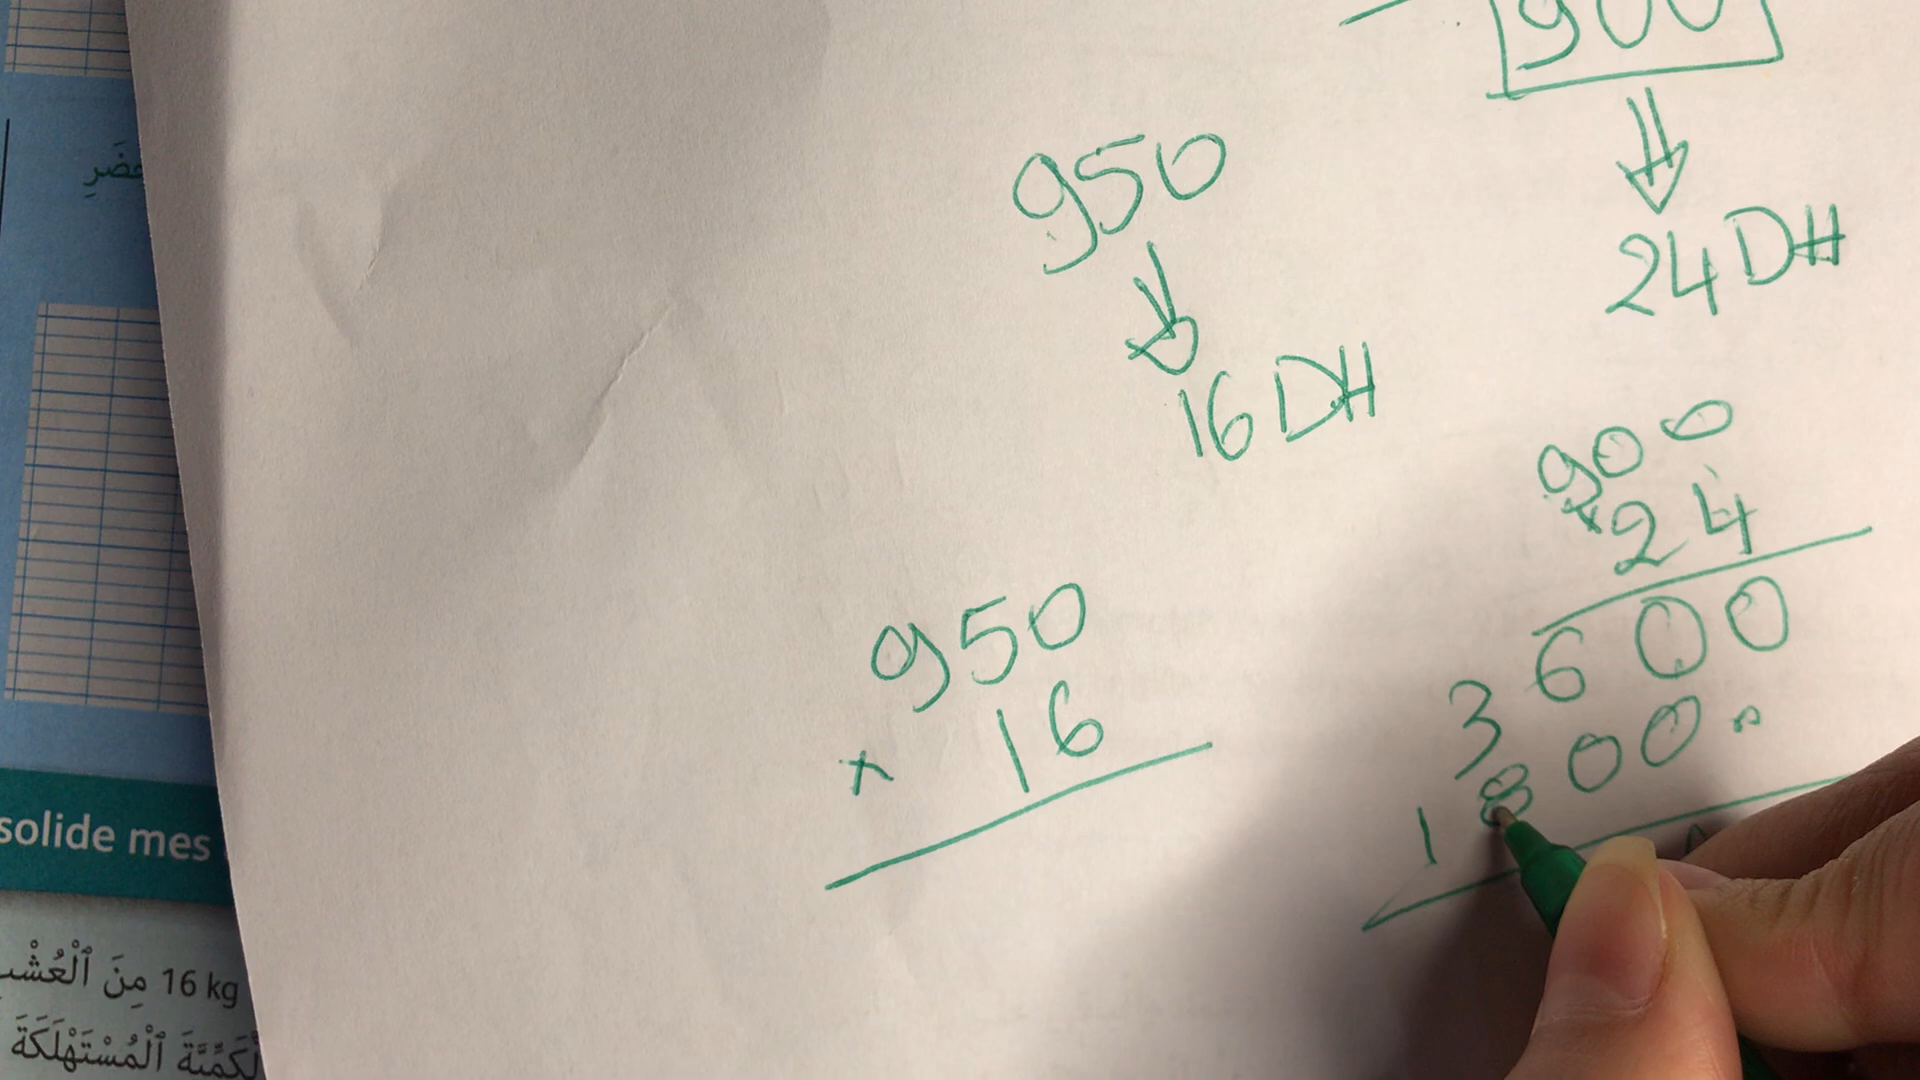 900
24 DH
950
16 DH
900
× 24
3600
1800.
950
× 16
solide mes
16 kg مِنَ ٱلْعُشْبِ
ٱلْكَمِّيَّةَ ٱلْمُسْتَهْلَكَةَ